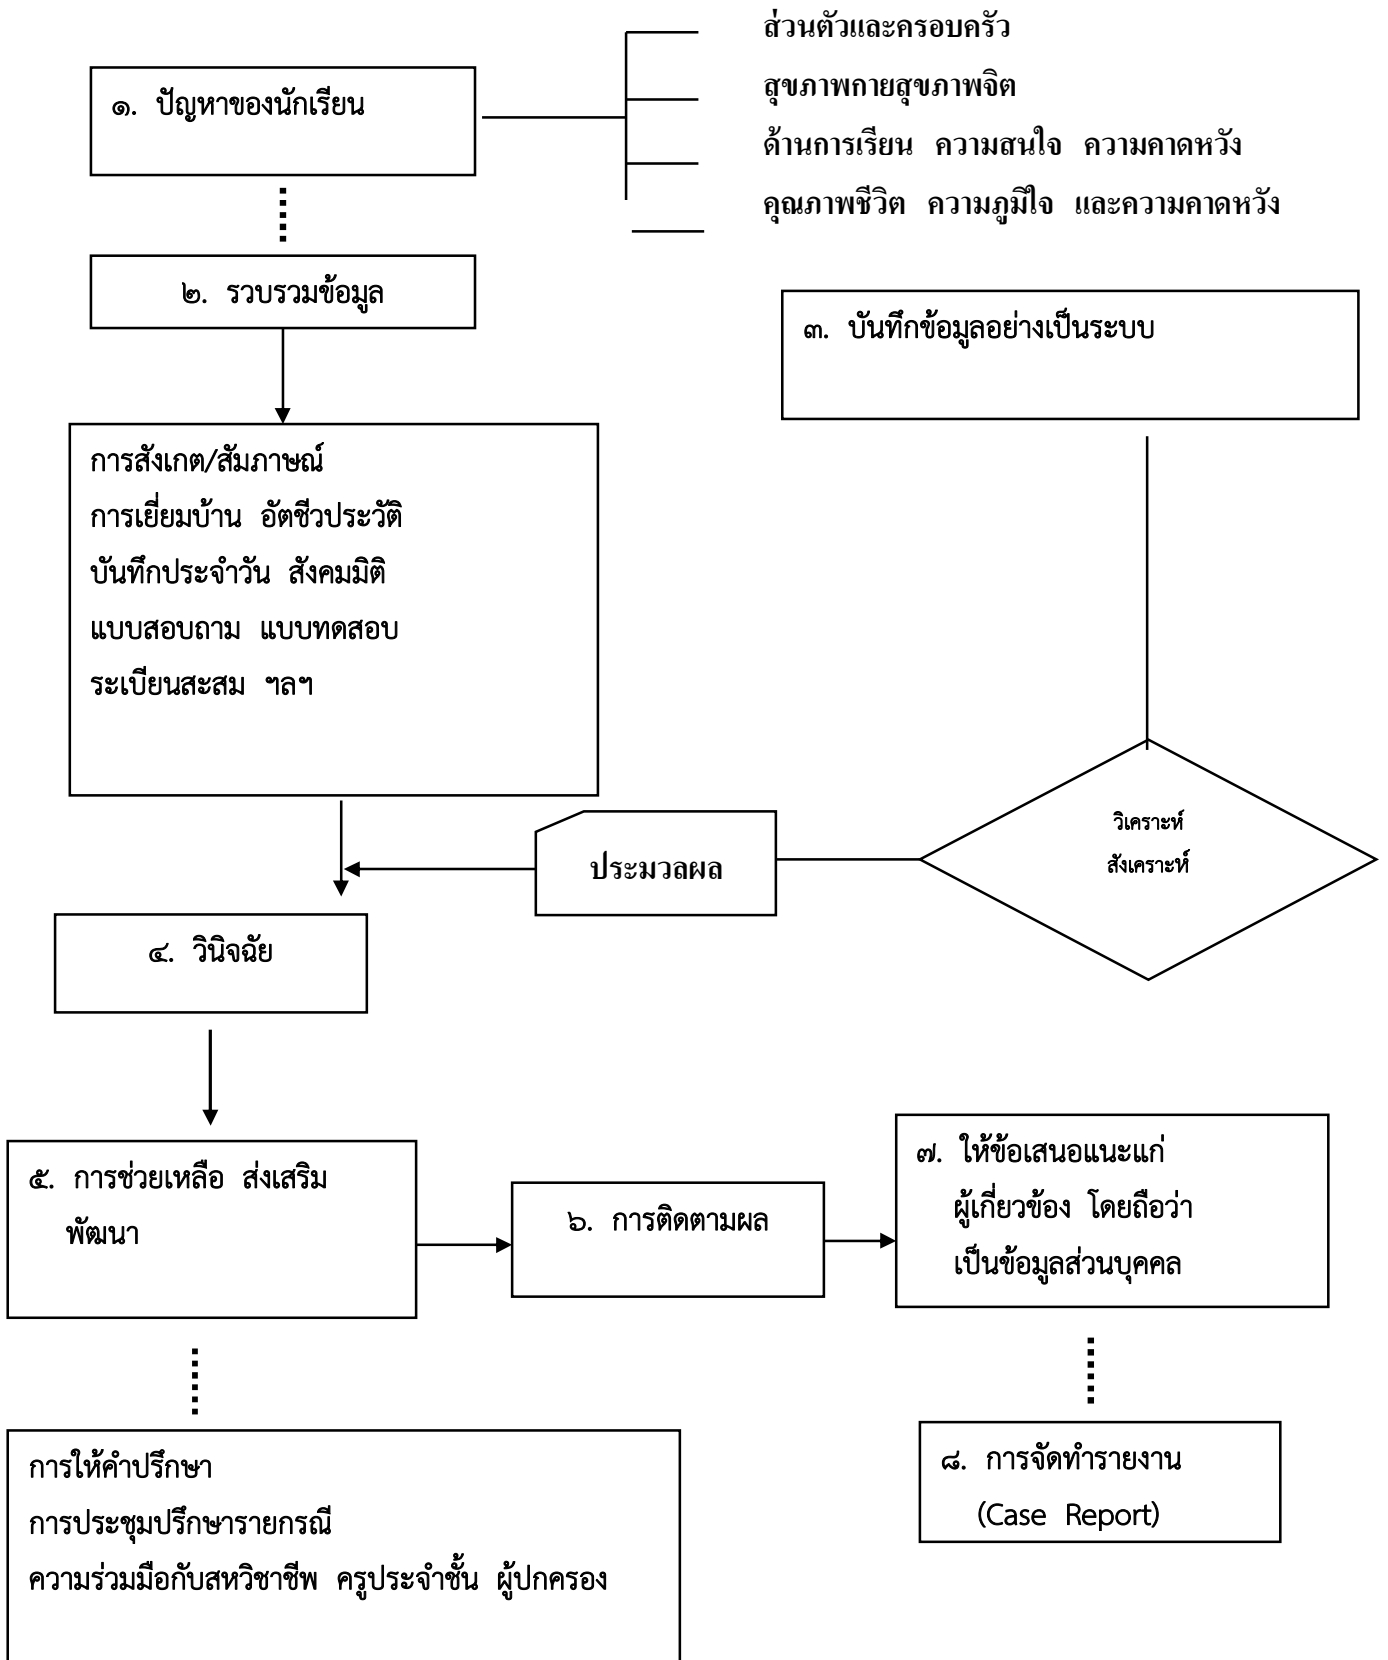 ส่วนตัวและครอบครัว
๑. ปัญหาของนักเรียน
สุขภาพกายสุขภาพจิต
ด้านการเรียน ความสนใจ ความคาดหวัง
คุณภาพชีวิต ความภูมิใจ และความคาดหวัง
๒. รวบรวมข้อมูล
๓. บันทึกข้อมูลอย่างเป็นระบบ
การสังเกต/สัมภาษณ์
การเยี่ยมบ้าน อัตชีวประวัติ
บันทึกประจำวัน สังคมมิติ
แบบสอบถาม แบบทดสอบ
ระเบียนสะสม ฯลฯ
วิเคราะห์
สังเคราะห์
ประมวลผล
๔. วินิจฉัย
๕. การช่วยเหลือ ส่งเสริม
พัฒนา
๖. การติดตามผล
๗. ให้ข้อเสนอแนะแก่
ผู้เกี่ยวข้อง โดยถือว่า
เป็นข้อมูลส่วนบุคคล
๘. การจัดทำรายงาน
(Case Report)
การให้คำปรึกษา
การประชุมปรึกษารายกรณี
ความร่วมมือกับสหวิชาชีพ ครูประจำชั้น ผู้ปกครอง